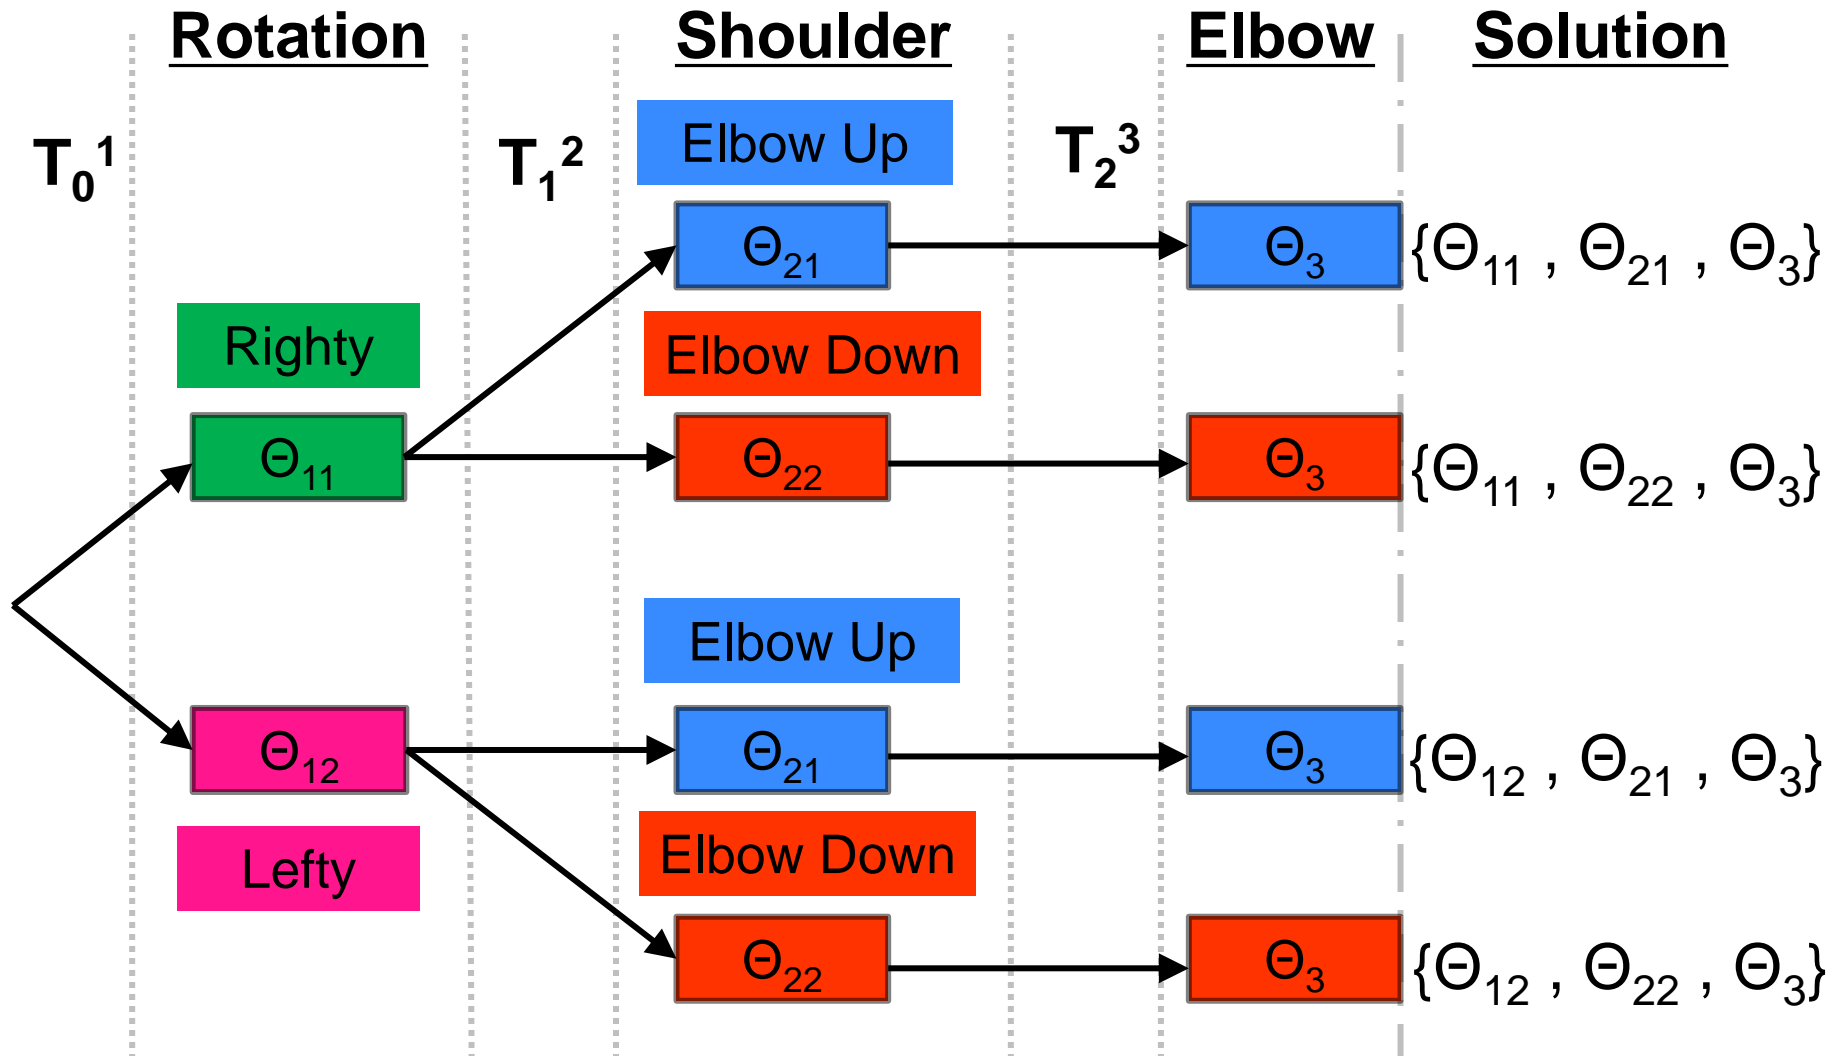 Rotation Shoulder Elbow Solution
T₀¹ T₁² T₂³
Elbow Up
Θ₂₁ Θ₃ {Θ₁₁ , Θ₂₁ , Θ₃}
Righty Elbow Down
Θ₁₁ Θ₂₂ Θ₃ {Θ₁₁ , Θ₂₂ , Θ₃}
Elbow Up
Θ₁₂ Θ₂₁ Θ₃ {Θ₁₂ , Θ₂₁ , Θ₃}
Lefty Elbow Down
Θ₂₂ Θ₃ {Θ₁₂ , Θ₂₂ , Θ₃}